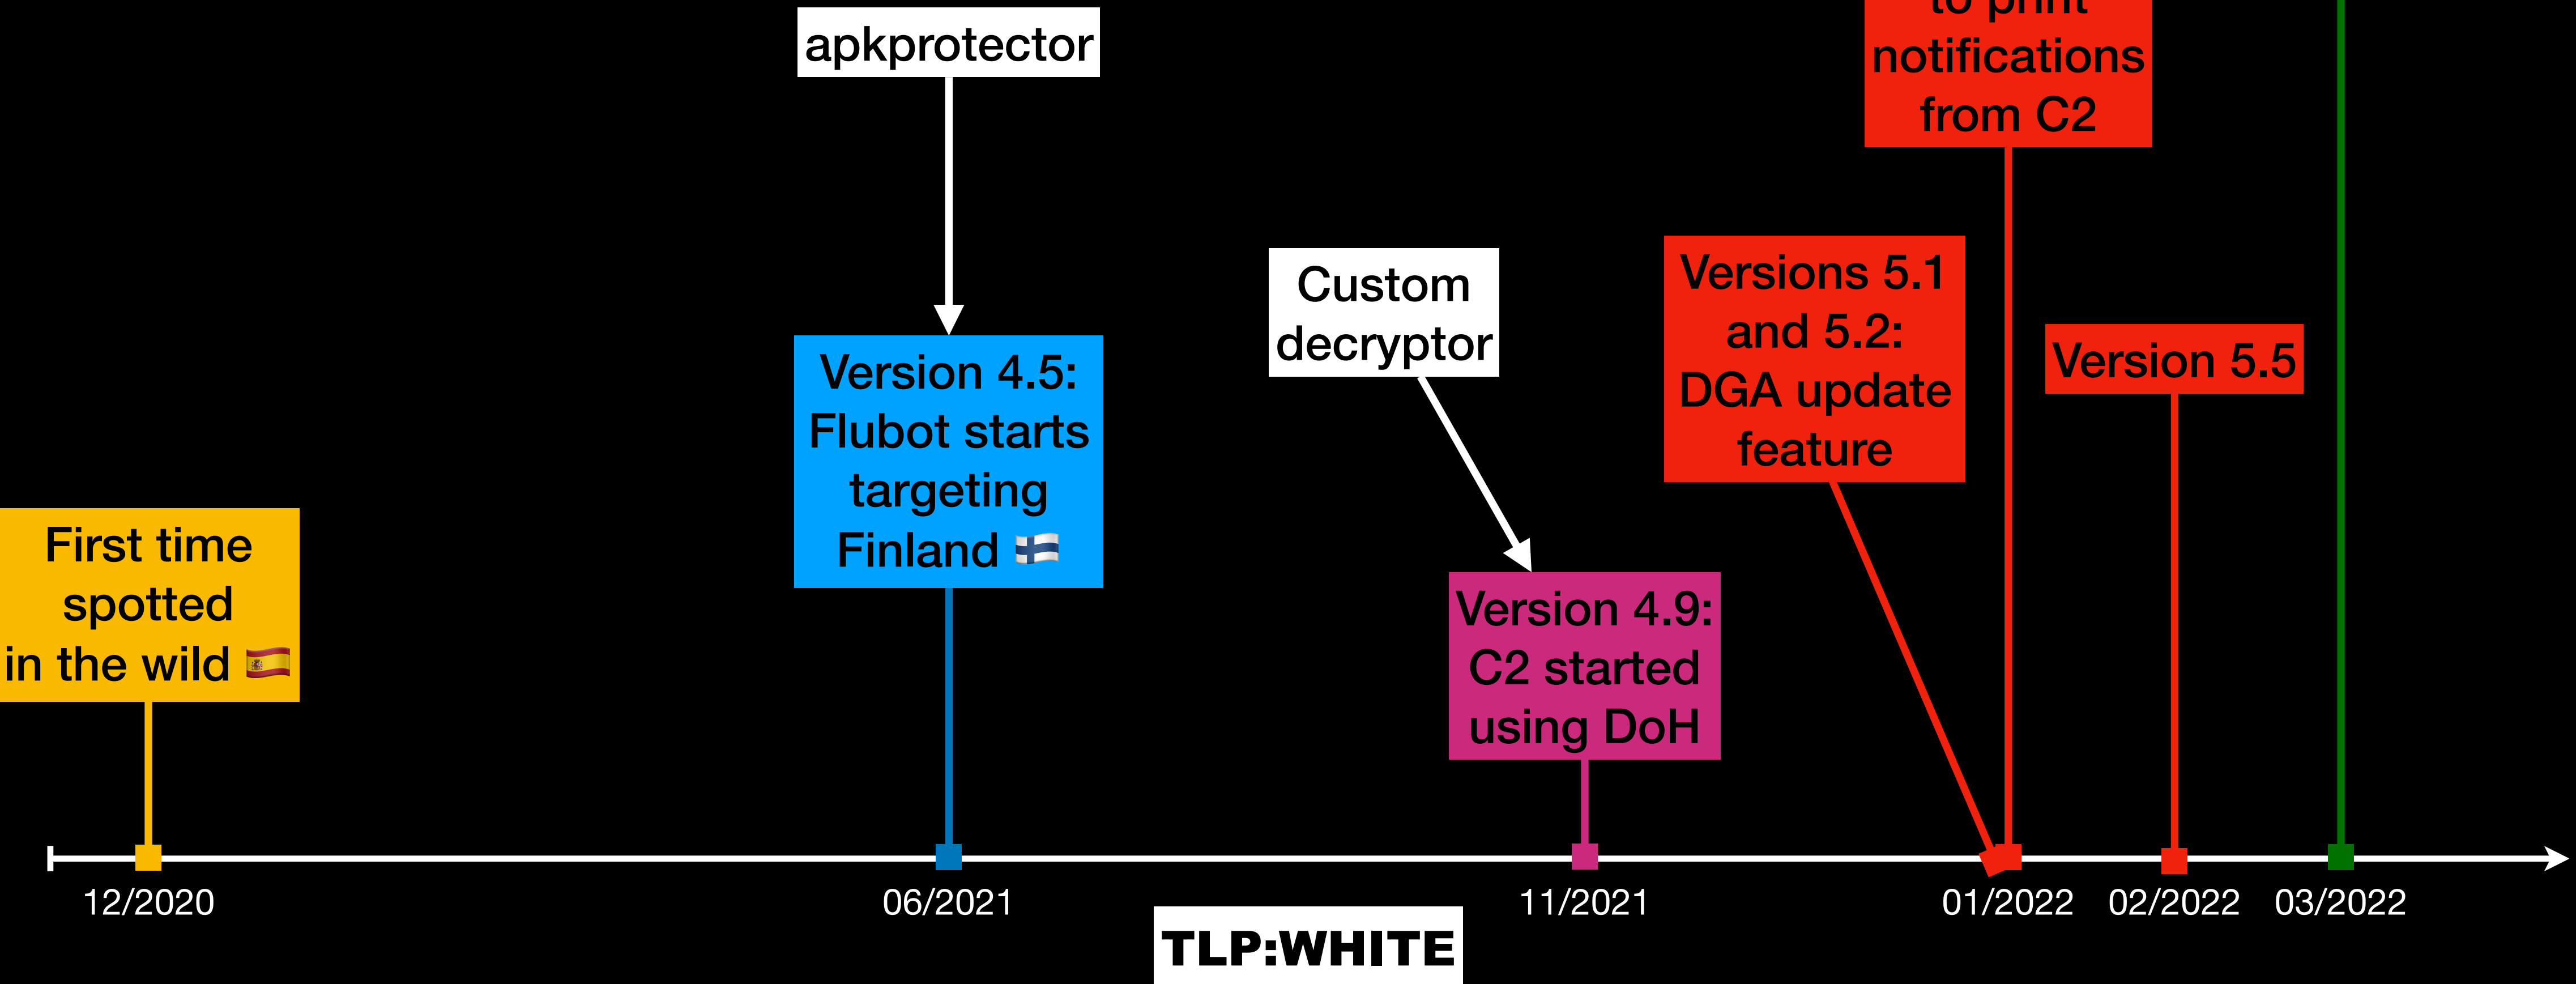 apkprotector
to print
notifications
from C2
Custom
decryptor
Versions 5.1
and 5.2:
DGA update
feature
Version 5.5
Version 4.5:
Flubot starts
targeting
Finland 🇫🇮
First time
spotted
in the wild 🇪🇸
Version 4.9:
C2 started
using DoH
12/2020
06/2021
11/2021
01/2022
02/2022
03/2022
TLP:WHITE